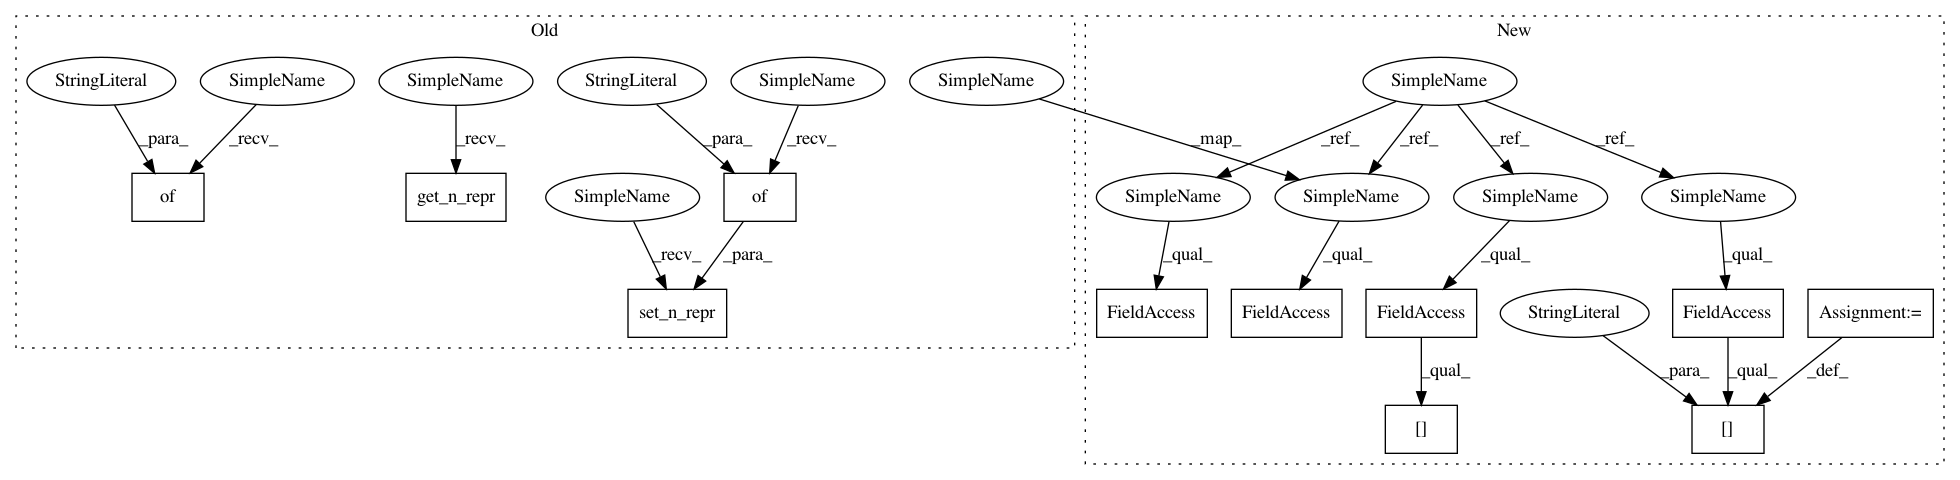 Old
New
StringLiteral
SimpleName
SimpleName
StringLiteral
SimpleName
SimpleName
SimpleName
_para_
_recv_
_recv_
_para_
_recv_
_map_
_ref_
_ref_
_ref_
_ref_
of
get_n_repr
SimpleName
of
SimpleName
SimpleName
SimpleName
SimpleName
_recv_
_para_
_qual_
_qual_
_qual_
_qual_
set_n_repr
FieldAccess
FieldAccess
FieldAccess
StringLiteral
FieldAccess
Assignment:=
_qual_
_para_
_qual_
_def_
[]
[]